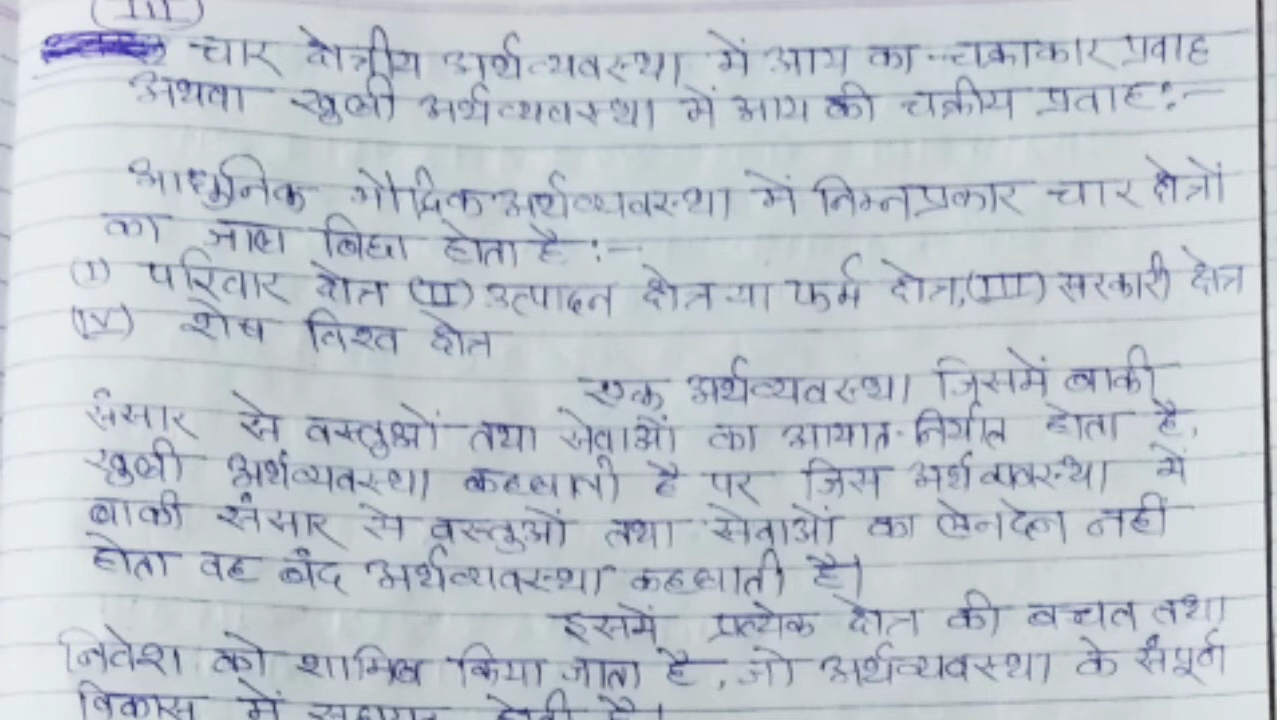 (III)
चार क्षेत्रीय अर्थव्यवस्था में आय का चक्राकार प्रवाह
अथवा खुली अर्थव्यवस्था में आय की चक्रीय प्रवाह:-
आधुनिक मौद्रिक अर्थव्यवस्था में निम्नप्रकार चार क्षेत्रों
का जाल बिछा होता है :-
(I) परिवार क्षेत्र (II) उत्पादन क्षेत्र या फर्म क्षेत्र, (III) सरकारी क्षेत्र
(IV) शेष विश्व क्षेत्र
एक अर्थव्यवस्था जिसमें बाकी
संसार से वस्तुओं तथा सेवाओं का आयात-निर्यात होता है,
खुली अर्थव्यवस्था कहलाती है पर जिस अर्थव्यवस्था में
बाकी संसार से वस्तुओं तथा सेवाओं का लेनदेन नहीं
होता वह बंद अर्थव्यवस्था कहलाती है।
इसमें प्रत्येक क्षेत्र की बचत तथा
निवेश को शामिल किया जाता है, जो अर्थव्यवस्था के संपूर्ण
विकास में सहायक होती है।